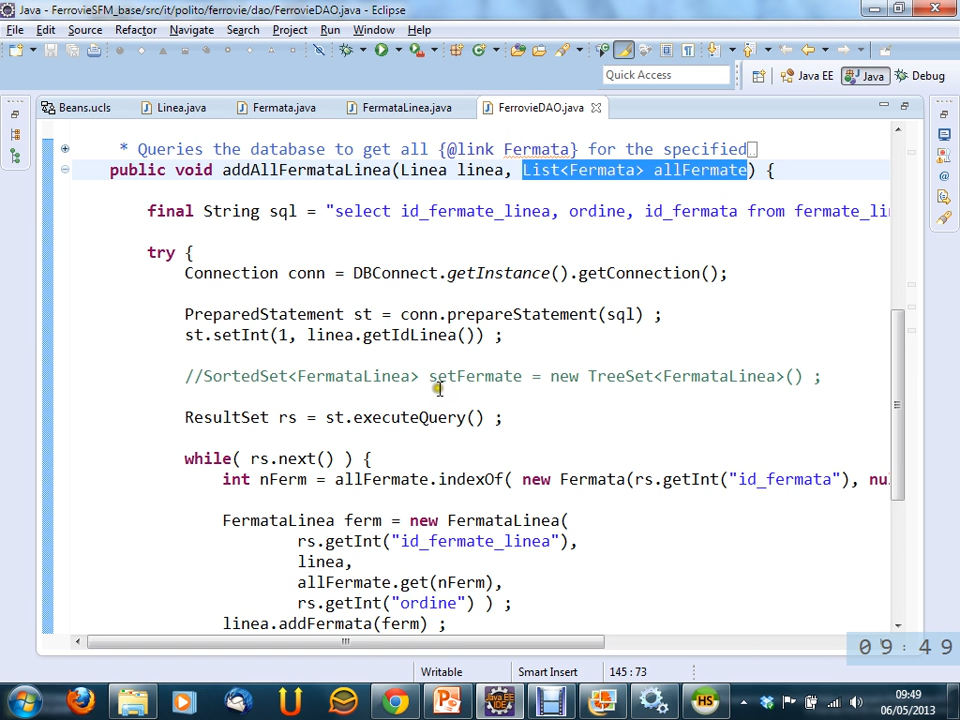 Java - FerrovieSFM_base/src/it/polito/ferrovie/dao/FerrovieDAO.java - Eclipse
File Edit Source Refactor Navigate Search Project Run Window Help
Quick Access
Java EE Java Debug
Beans.ucls Linea.java Fermata.java FermataLinea.java FerrovieDAO.java
* Queries the database to get all {@link Fermata} for the specified
public void addAllFermataLinea(Linea linea, List<Fermata> allFermate) {
final String sql = "select id_fermate_linea, ordine, id_fermata from fermate_li
try {
Connection conn = DBConnect.getInstance().getConnection();
PreparedStatement st = conn.prepareStatement(sql) ;
st.setInt(1, linea.getIdLinea()) ;
//SortedSet<FermataLinea> setFermate = new TreeSet<FermataLinea>() ;
ResultSet rs = st.executeQuery() ;
while( rs.next() ) {
int nFerm = allFermate.indexOf( new Fermata(rs.getInt("id_fermata"), nu
FermataLinea ferm = new FermataLinea(
rs.getInt("id_fermate_linea"),
linea,
allFermate.get(nFerm),
rs.getInt("ordine") ) ;
linea.addFermata(ferm) ;
09:49
Writable Smart Insert 145 : 73
Java EE IDE
HS
09:49
06/05/2013